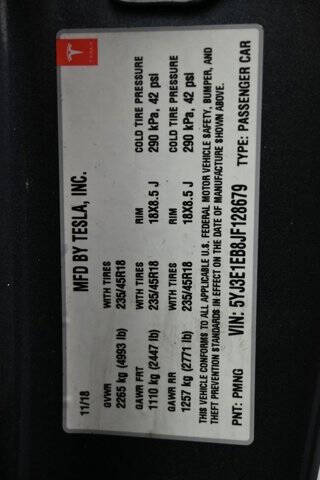 TESLA
MFD BY TESLA, INC.
11/18
GVWR
2265 kg (4993 lb)
GAWR FRT WITH TIRES RIM COLD TIRE PRESSURE
1110 kg (2447 lb) 235/45R18 18X8.5 J 290 kPa, 42 psi
GAWR RR WITH TIRES RIM COLD TIRE PRESSURE
1257 kg (2771 lb) 235/45R18 18X8.5 J 290 kPa, 42 psi
WITH TIRES
235/45R18
THIS VEHICLE CONFORMS TO ALL APPLICABLE U.S. FEDERAL MOTOR VEHICLE SAFETY, BUMPER, AND
THEFT PREVENTION STANDARDS IN EFFECT ON THE DATE OF MANUFACTURE SHOWN ABOVE.
PNT: PMNG VIN: 5YJ3E1EB8JF128679 TYPE: PASSENGER CAR